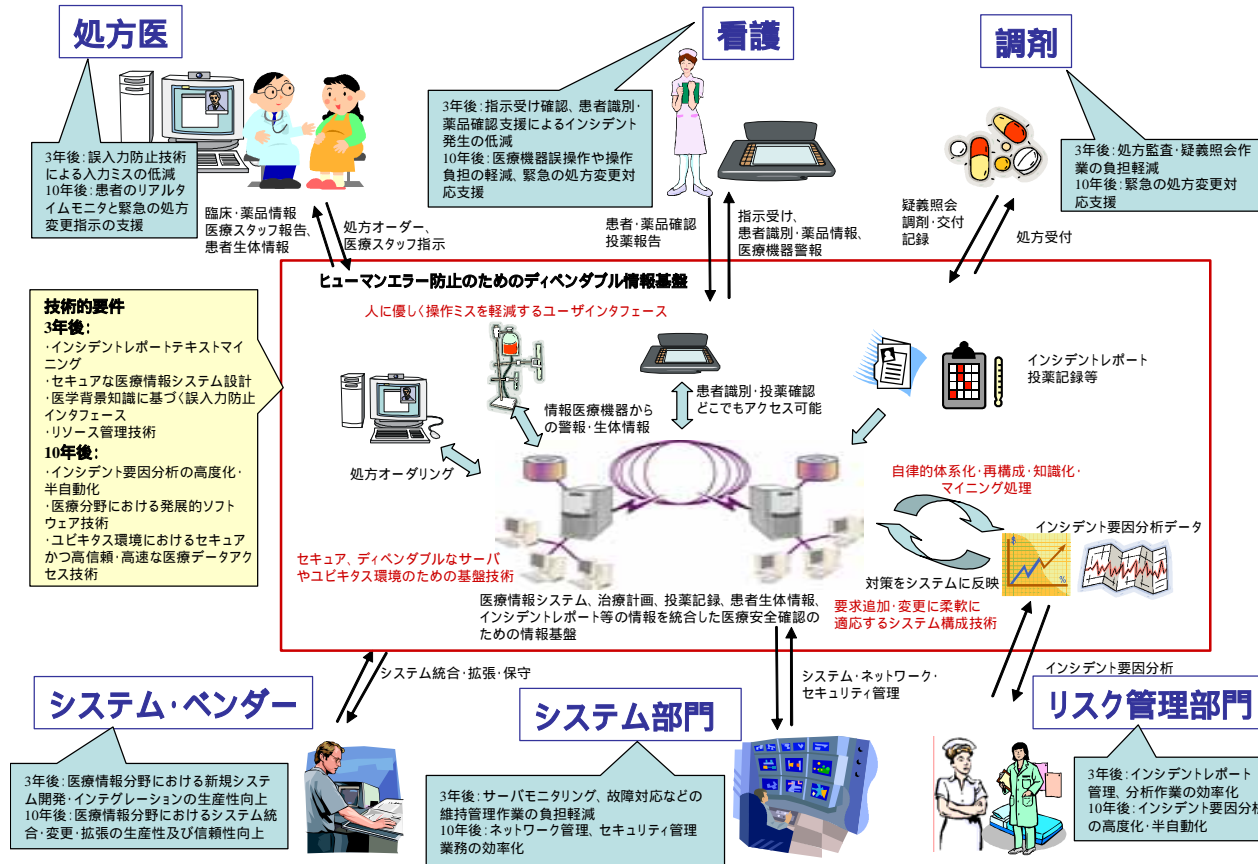 処方医
3年後：誤入力防止技術
による入力ミスの低減
10年後：患者のリアルタ
イムモニタと緊急の処方
変更指示の支援
臨床・薬品情報
医療スタッフ報告、
患者生体情報
処方オーダー、
医療スタッフ指示
看護
3年後：指示受け確認、患者識別・
薬品確認支援によるインシデント
発生の低減
10年後：医療機器誤操作や操作
負担の軽減、緊急の処方変更対
応支援
患者・薬品確認
投薬報告
指示受け、
患者識別・薬品情報、
医療機器警報
調剤
3年後：処方監査・疑義照会作
業の負担軽減
10年後：緊急の処方変更対
応支援
疑義照会
調剤・交付
記録
処方受付
技術的要件
3年後：
・インシデントレポートテキストマイ
ニング
・セキュアな医療情報システム設計
・医学背景知識に基づく誤入力防止
インタフェース
・リソース管理技術
10年後：
・インシデント要因分析の高度化・
半自動化
・医療分野における発展的ソフト
ウェア技術
・ユビキタス環境におけるセキュア
かつ高信頼・高速な医療データアク
セス技術
ヒューマンエラー防止のためのディペンダブル情報基盤
人に優しく操作ミスを軽減するユーザインタフェース
処方オーダリング
情報医療機器から
の警報・生体情報
患者識別・投薬確認
どこでもアクセス可能
インシデントレポート
投薬記録等
自律的体系化・再構成・知識化・
マイニング処理
インシデント要因分析データ
%
対策をシステムに反映
セキュア、ディペンダブルなサーバ
やユビキタス環境のための基盤技術
医療情報システム、治療計画、投薬記録、患者生体情報、
インシデントレポート等の情報を統合した医療安全確認の
ための情報基盤
要求追加・変更に柔軟に
適応するシステム構成技術
システム統合・拡張・保守
システム・ネットワーク・
セキュリティ管理
インシデント要因分析
システム・ベンダー
3年後：医療情報分野における新規システ
ム開発・インテグレーションの生産性向上
10年後：医療情報分野におけるシステム統
合・変更・拡張の生産性及び信頼性向上
システム部門
3年後：サーバモニタリング、故障対応などの
維持管理作業の負担軽減
10年後：ネットワーク管理、セキュリティ管理
業務の効率化
リスク管理部門
3年後：インシデントレポート
管理、分析作業の効率化
10年後：インシデント要因分析
の高度化・半自動化